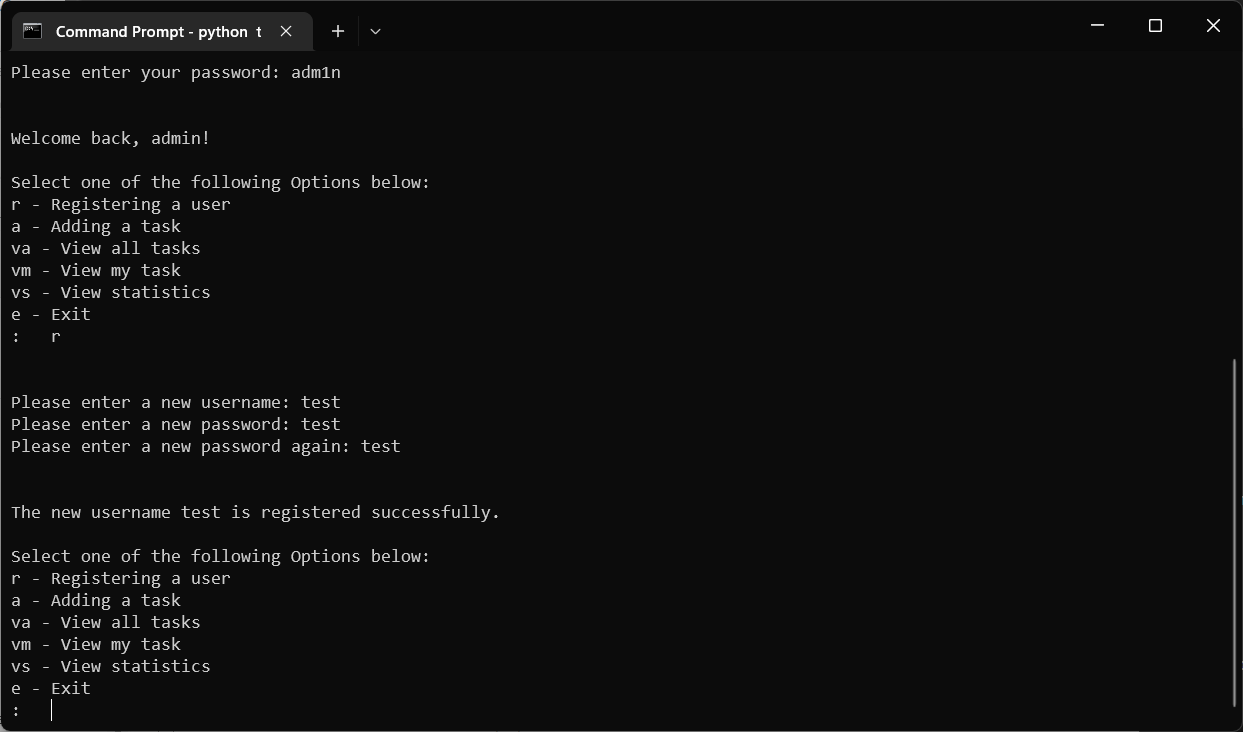 Command Prompt - python t
Please enter your password: adm1n
Welcome back, admin!
Select one of the following Options below:
r - Registering a user
a - Adding a task
va - View all tasks
vm - View my task
vs - View statistics
e - Exit
:   r
Please enter a new username: test
Please enter a new password: test
Please enter a new password again: test
The new username test is registered successfully.
Select one of the following Options below:
r - Registering a user
a - Adding a task
va - View all tasks
vm - View my task
vs - View statistics
e - Exit
: